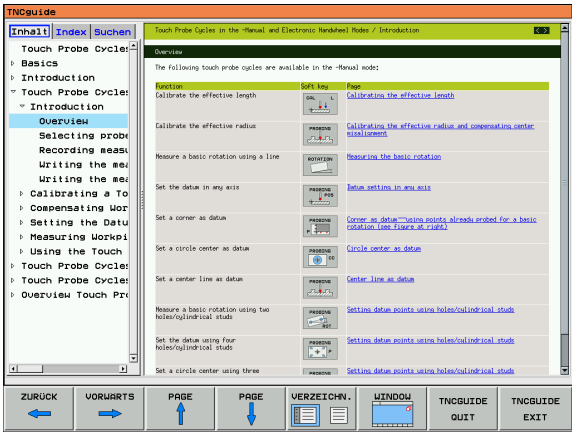 TNCguide
Inhalt Index Suchen
Touch Probe Cycles in the -Manual and Electronic Handwheel Modes / Introduction
Touch Probe Cycles
Basics
Introduction
Touch Probe Cycles
Introduction
Overview
Selecting probe
Recording measu
Writing the mea
Writing the mea
Calibrating a To
Compensating Wor
Setting the Datu
Measuring Workpi
Using the Touch
Touch Probe Cycles
Touch Probe Cycles
Overview Touch Pro
Overview
The following touch probe cycles are available in the -Manual mode:
Function Soft key Page
Calibrate the effective length CAL L Calibrating the effective length
Calibrate the effective radius PROBING Calibrating the effective radius and compensating center
misalignment
Measure a basic rotation using a line ROTATION Measuring the basic rotation
Set the datum in any axis PROBING POS Datum setting in any axis
Set a corner as datum PROBING P Corner as datum—using points already probed for a basic
rotation (see figure at right)
Set a circle center as datum PROBING CC Circle center as datum
Set a center line as datum PROBING Center line as datum
Measure a basic rotation using two
holes/cylindrical studs PROBING ROT Setting datum points using holes/cylindrical studs
Set the datum using four
holes/cylindrical studs PROBING P Setting datum points using holes/cylindrical studs
Set a circle center using three PROBING Setting datum points using holes/cylindrical studs
ZURÜCK VORWARTS PAGE PAGE VERZEICHN. WINDOW TNCGUIDE TNCGUIDE
QUIT EXIT